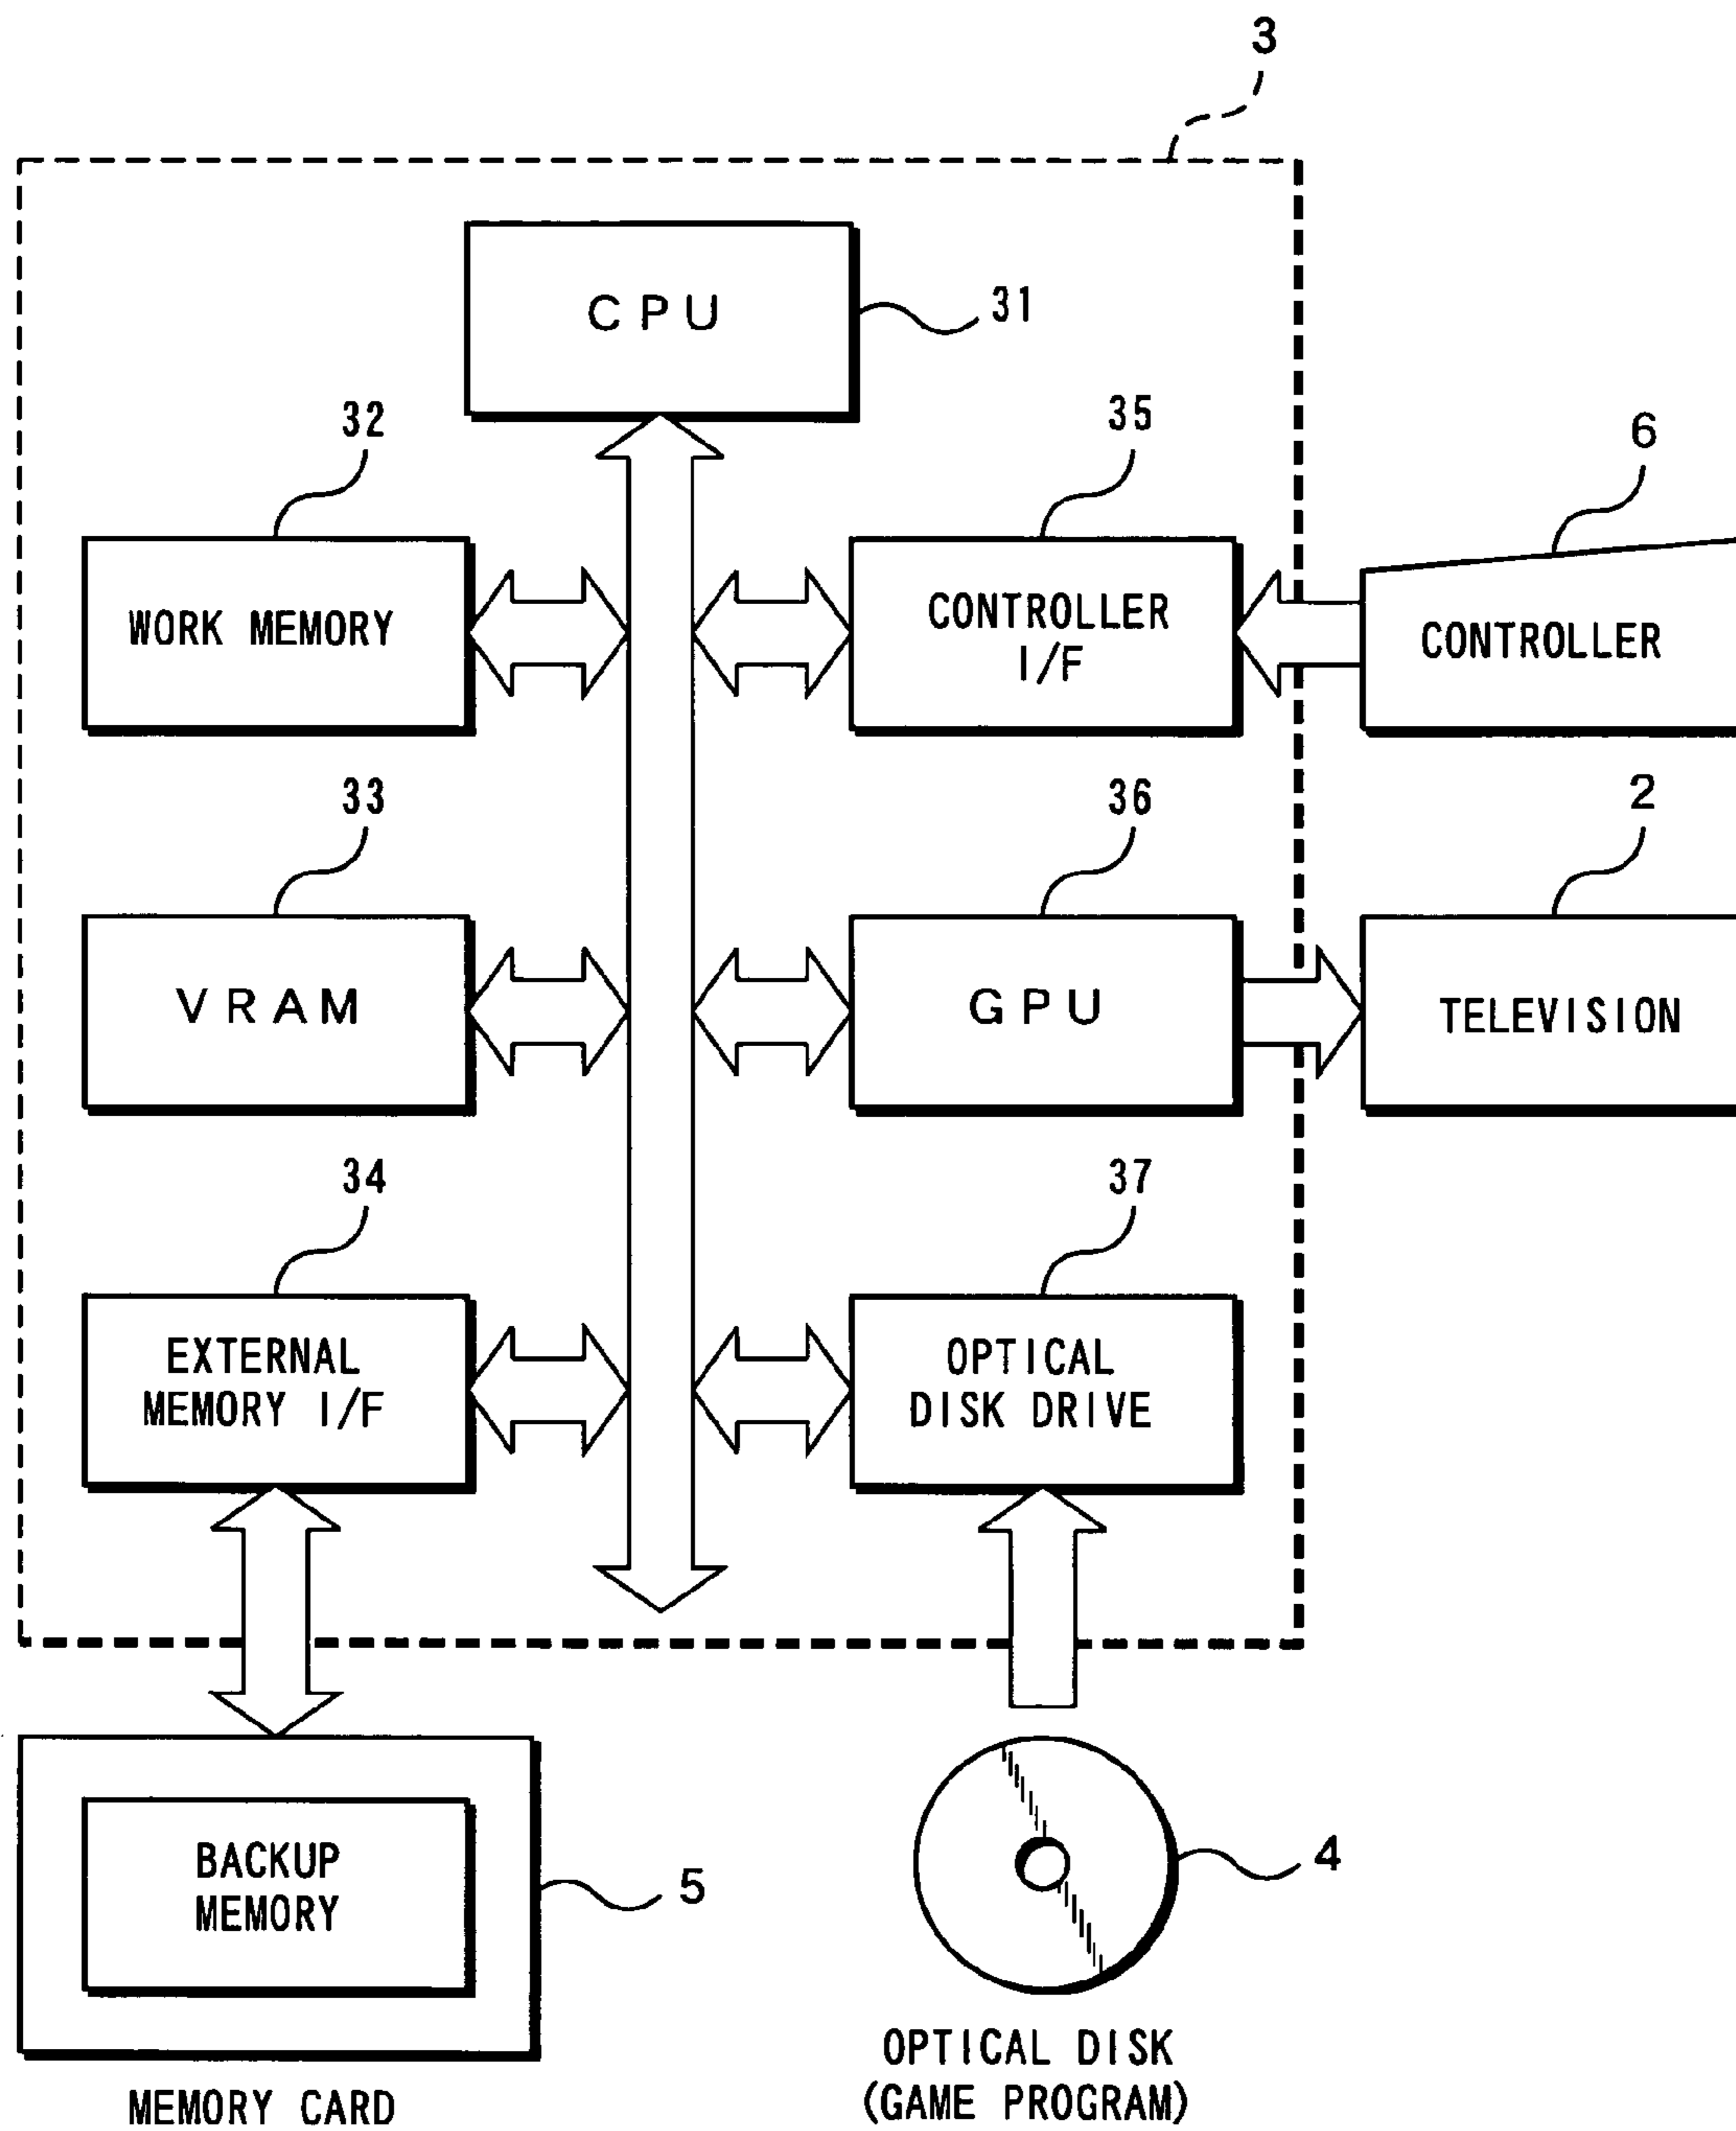 3
CPU
31
32
35
6
WORK MEMORY
CONTROLLER
I/F
CONTROLLER
33
36
2
VRAM
GPU
TELEVISION
34
37
EXTERNAL
MEMORY I/F
OPTICAL
DISK DRIVE
BACKUP
MEMORY
5
4
MEMORY CARD
OPTICAL DISK
(GAME PROGRAM)